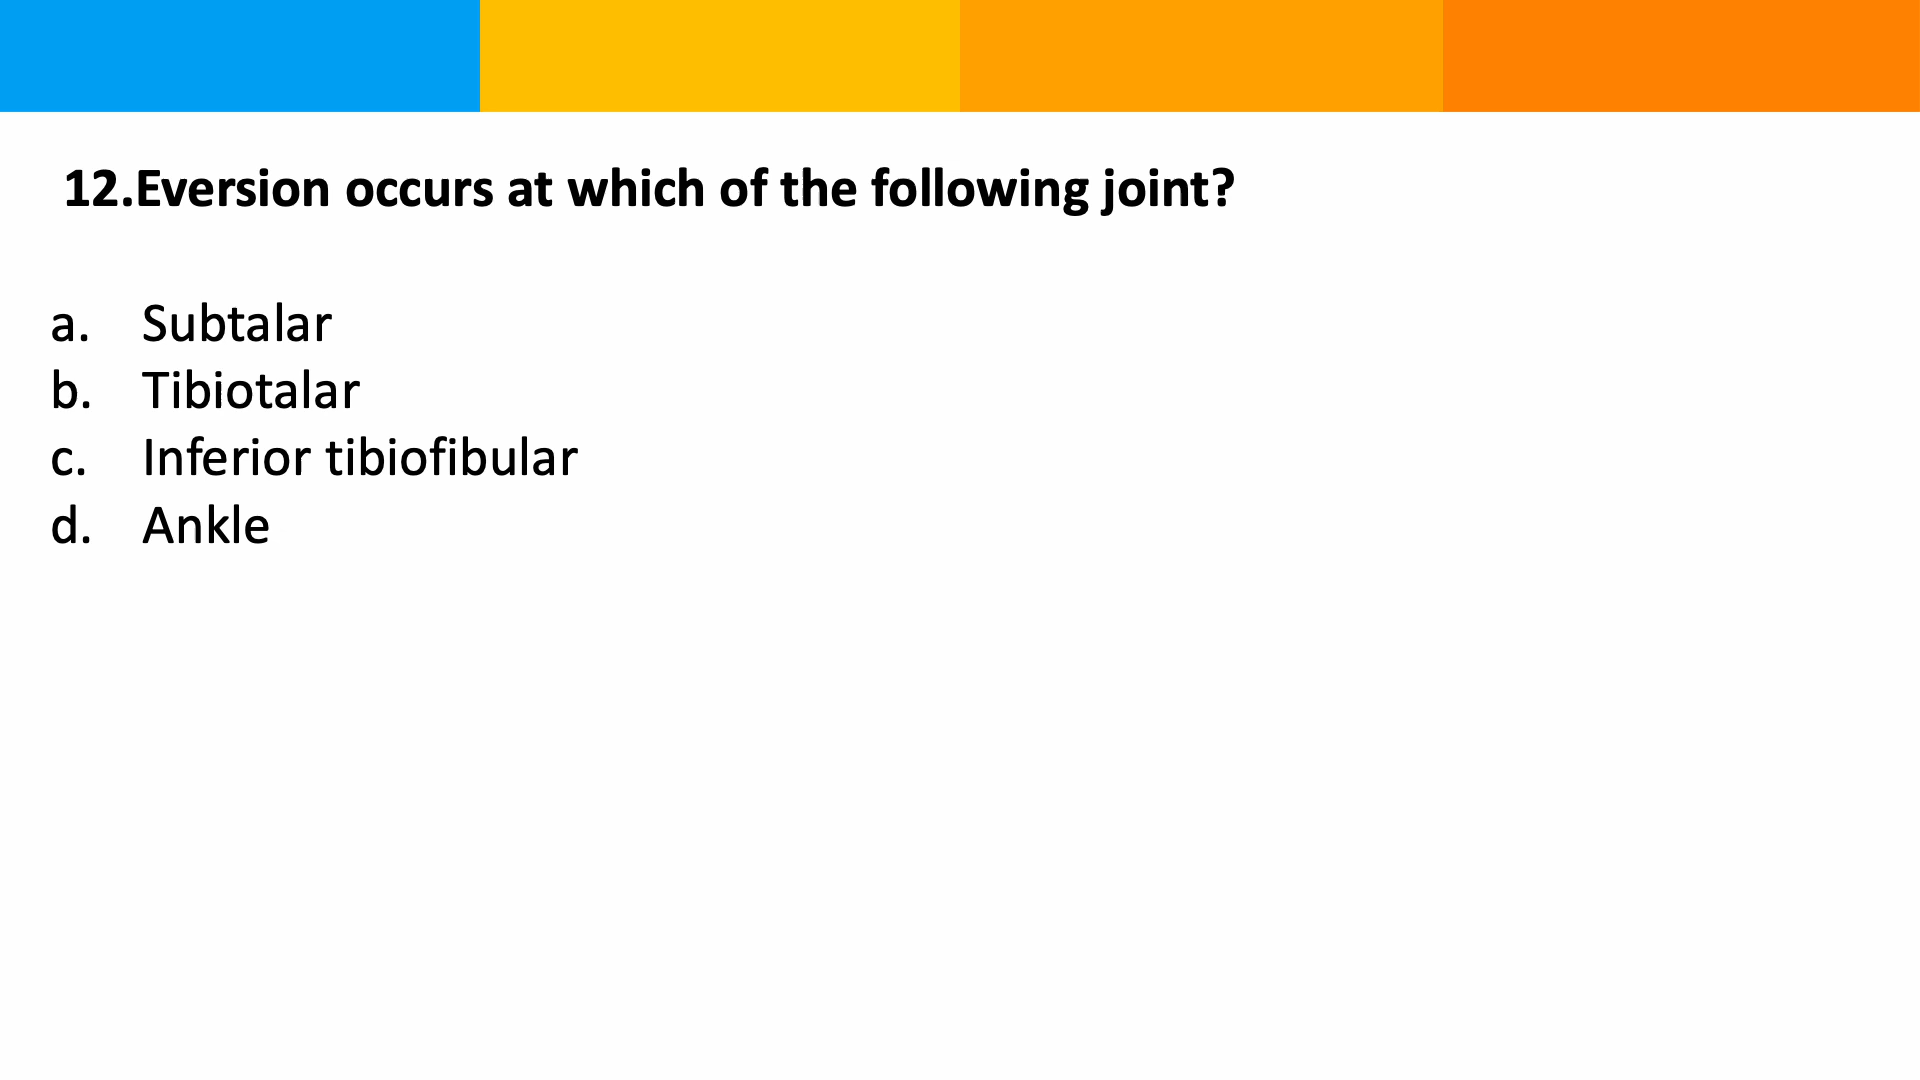 12.Eversion occurs at which of the following joint?
a. Subtalar
b. Tibiotalar
c. Inferior tibiofibular
d. Ankle